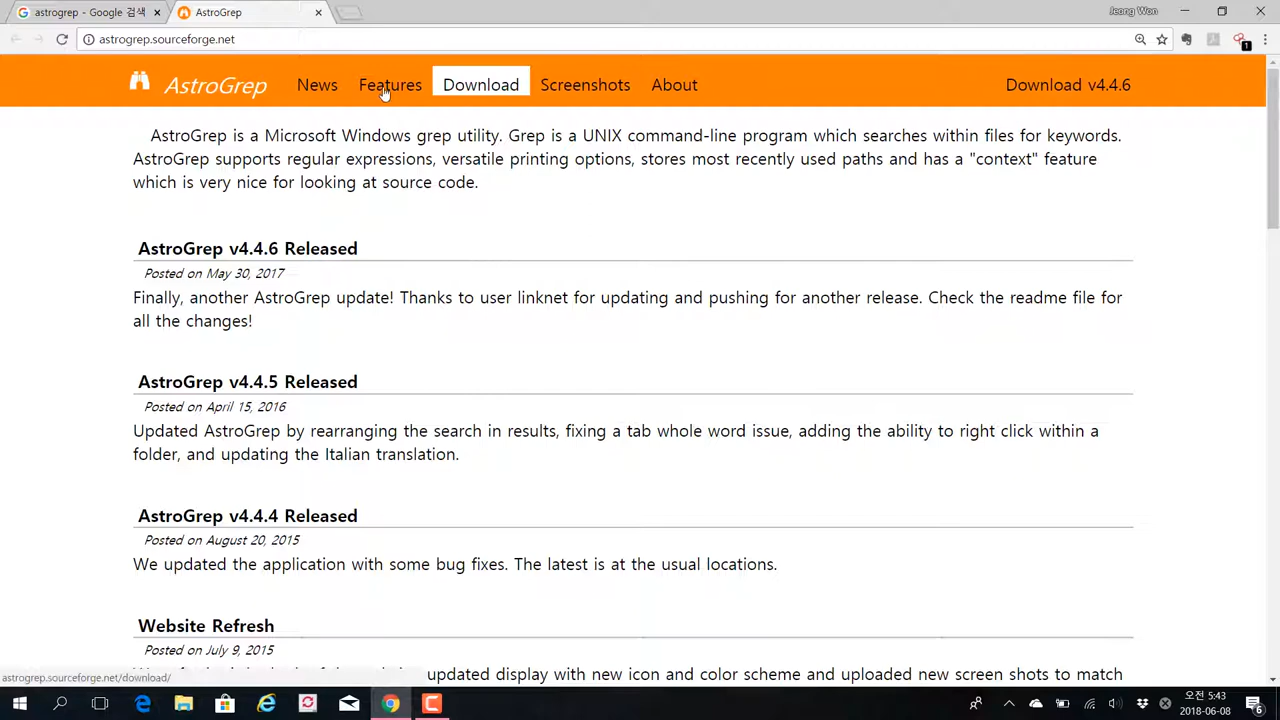 astrogrep - Google 검색
AstroGrep
Jeong Won
astrogrep.sourceforge.net
1
AstroGrep
News
Features
Download
Screenshots
About
Download v4.4.6
AstroGrep is a Microsoft Windows grep utility. Grep is a UNIX command-line program which searches within files for keywords.
AstroGrep supports regular expressions, versatile printing options, stores most recently used paths and has a "context" feature
which is very nice for looking at source code.
AstroGrep v4.4.6 Released
Posted on May 30, 2017
Finally, another AstroGrep update! Thanks to user linknet for updating and pushing for another release. Check the readme file for
all the changes!
AstroGrep v4.4.5 Released
Posted on April 15, 2016
Updated AstroGrep by rearranging the search in results, fixing a tab whole word issue, adding the ability to right click within a
folder, and updating the Italian translation.
AstroGrep v4.4.4 Released
Posted on August 20, 2015
We updated the application with some bug fixes. The latest is at the usual locations.
Website Refresh
Posted on July 9, 2015
updated display with new icon and color scheme and uploaded new screen shots to match
astrogrep.sourceforge.net/download/
오전 5:43
2018-06-08
6